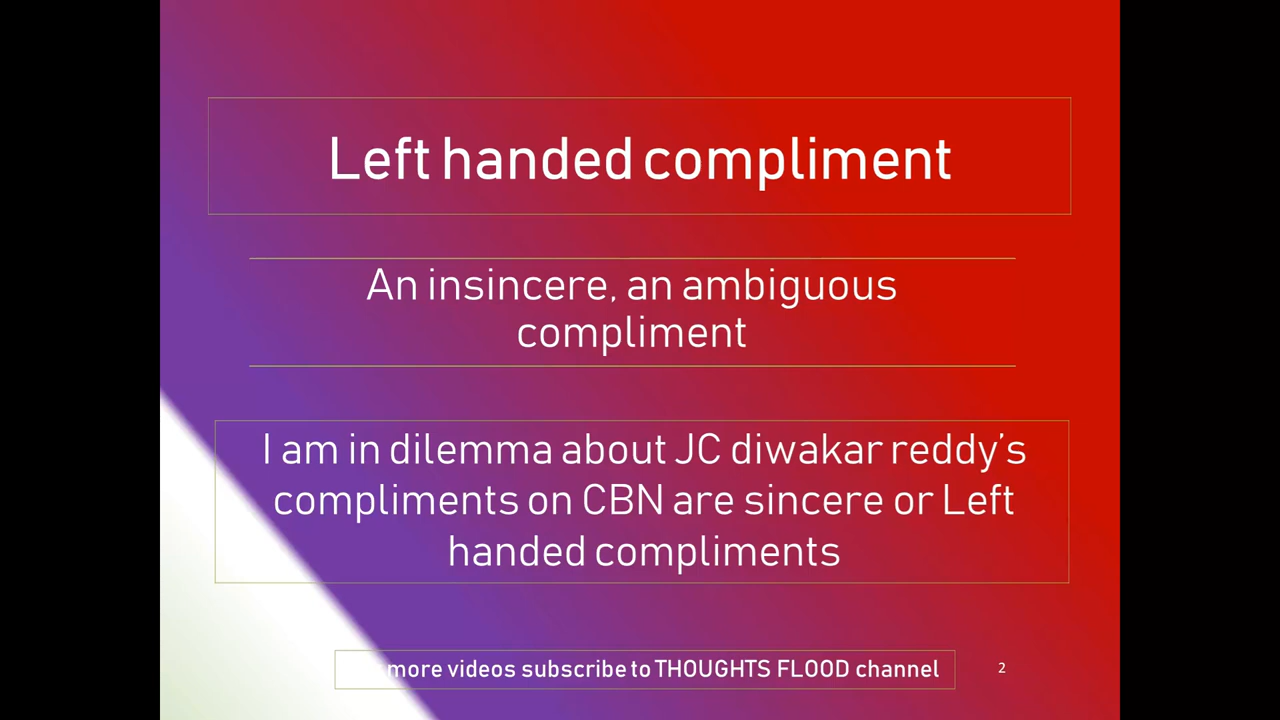 Left handed compliment
An insincere, an ambiguous
compliment
I am in dilemma about JC diwakar reddy's
compliments on CBN are sincere or Left
handed compliments
more videos subscribe to THOUGHTS FLOOD channel
2